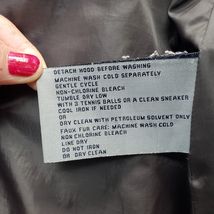 DETACH HOOD BEFORE WASHING
MACHINE WASH COLD SEPARATELY
GENTLE CYCLE
NON-CHLORINE BLEACH
TUMBLE DRY LOW
WITH 3 TENNIS BALLS OR A CLEAN SNEAKER
COOL IRON IF NEEDED
OR
DRY CLEAN WITH PETROLEUM SOLVENT ONLY
FAUX FUR CARE: MACHINE WASH COLD
NON CHLORINE BLEACH
LINE DRY
DO NOT IRON
OR DRY CLEAN